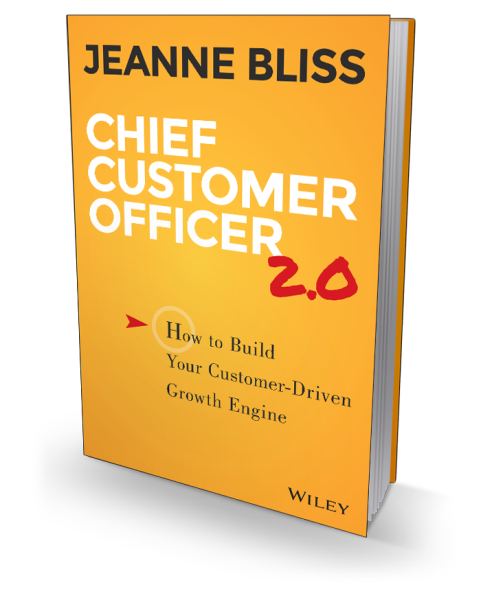 JEANNE BLISS
CHIEF
CUSTOMER
OFFICER
2.0
How to Build
Your Customer-Driven
Growth Engine
WILEY